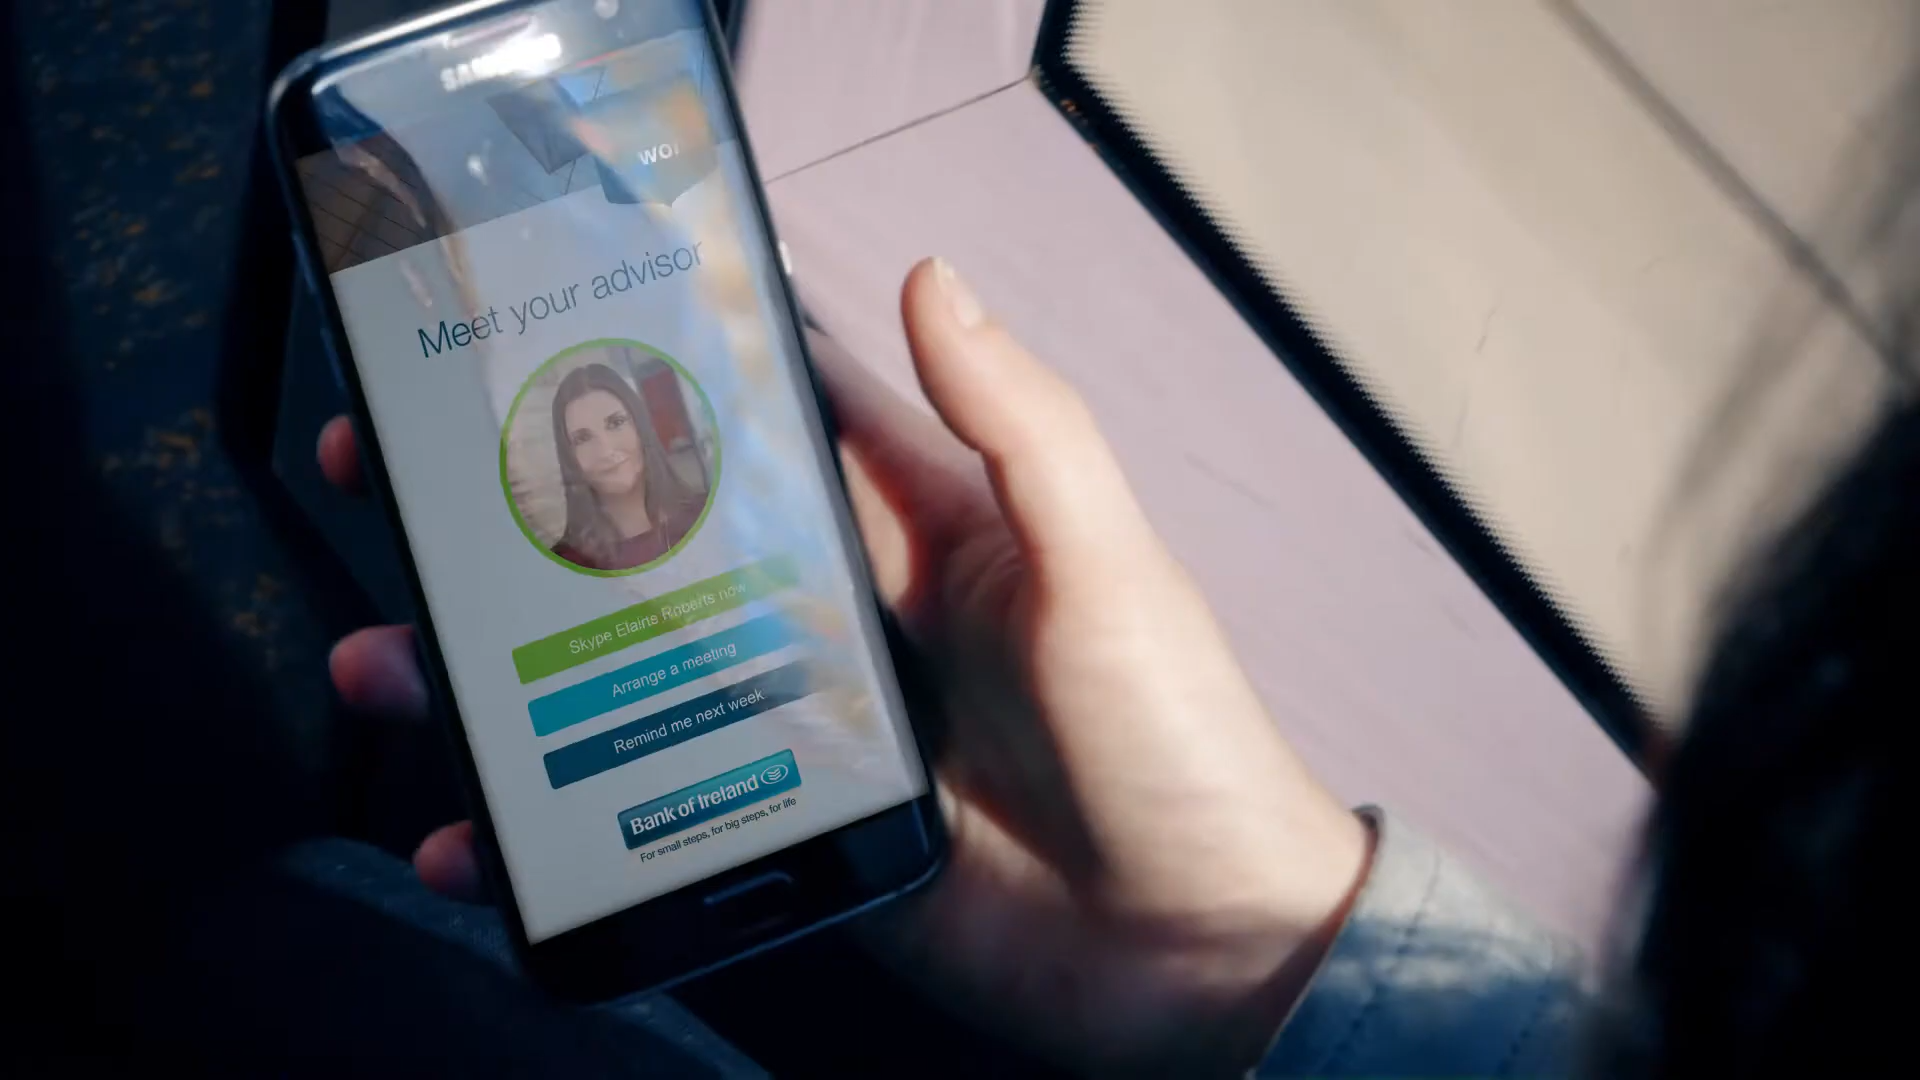 SAMSUNG
Meet your advisor
Skype Elaine Roberts now
Arrange a meeting
Remind me next week
Bank of Ireland
For small steps, for big steps, for life